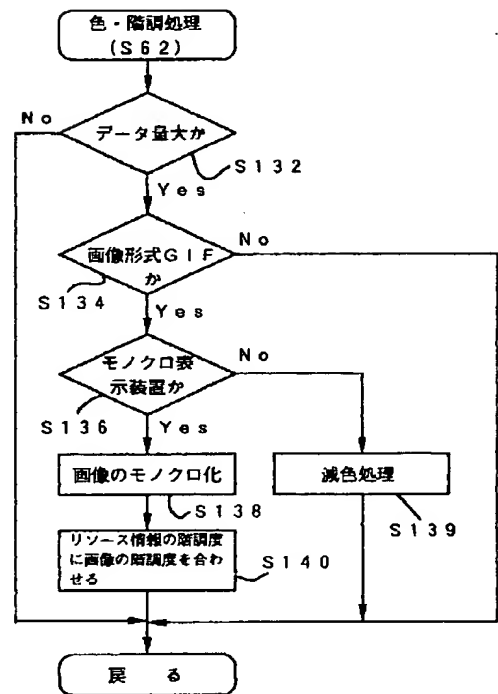 色・階調処理
(S62)
No
データ量大か
S132
Yes
画像形式GIF
か
No
S134
Yes
モノクロ表
示装置か
No
S136
Yes
画像のモノクロ化
減色処理
S138
S139
リソース情報の階調度
に画像の階調度を合わ
せる
S140
戻る